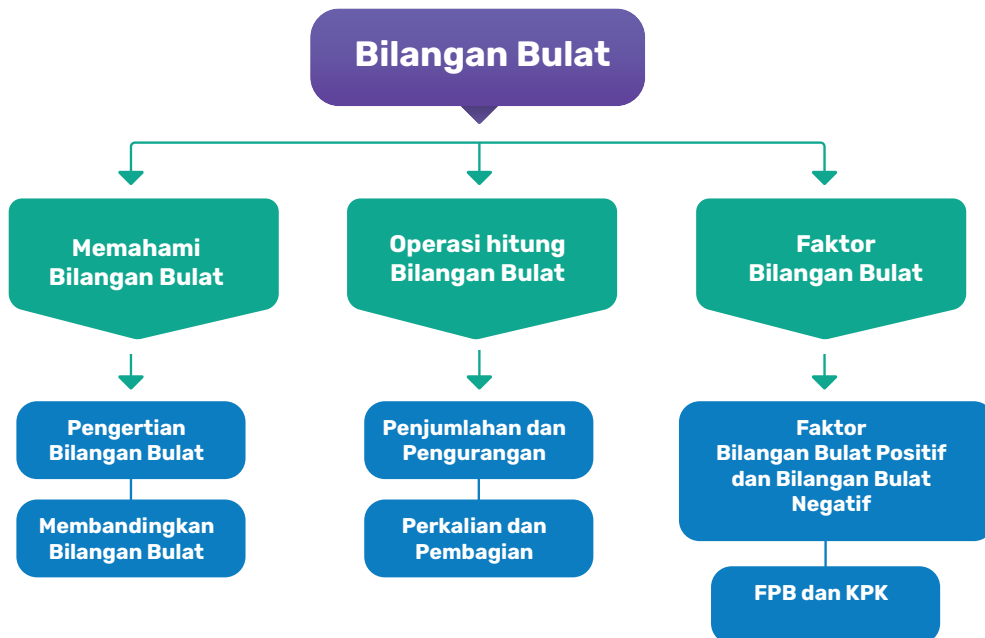 Bilangan Bulat
Memahami
Bilangan Bulat
Operasi hitung
Bilangan Bulat
Faktor
Bilangan Bulat
Pengertian
Bilangan Bulat
Membandingkan
Bilangan Bulat
Penjumlahan dan
Pengurangan
Perkalian dan
Pembagian
Faktor
Bilangan Bulat Positif
dan Bilangan Bulat
Negatif
FPB dan KPK